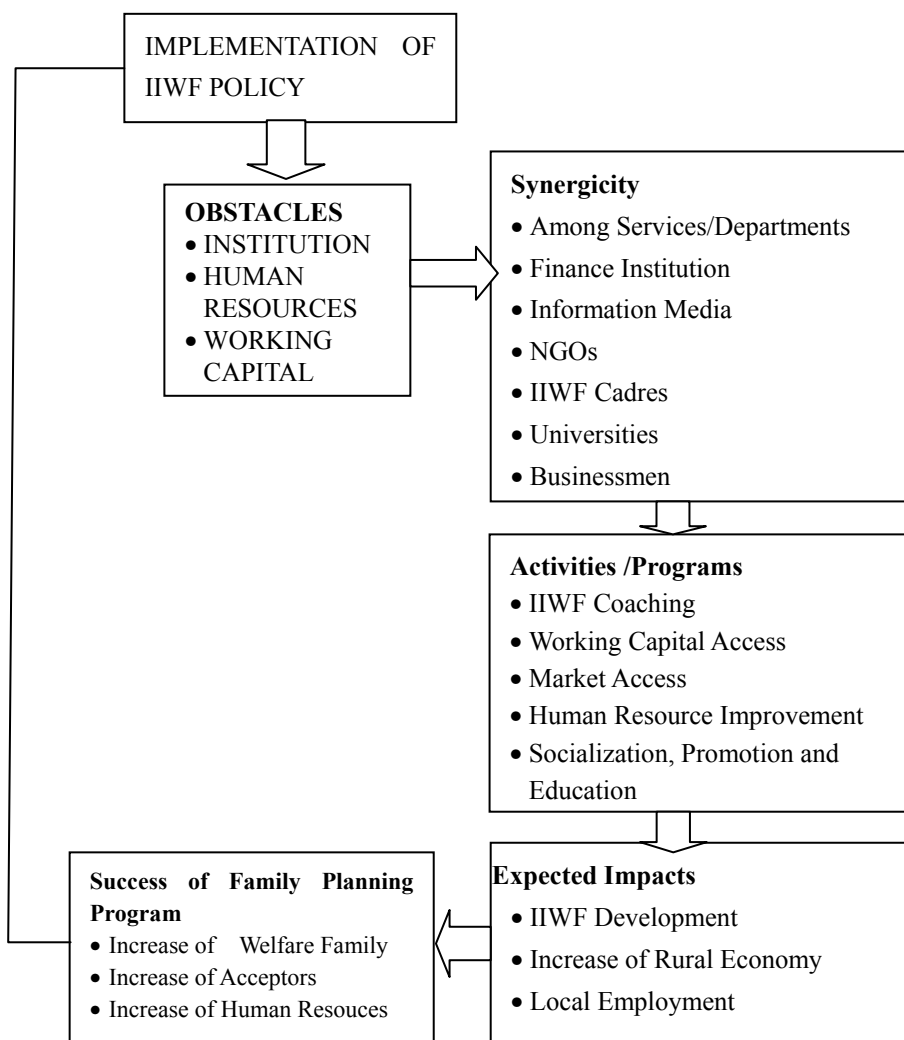 IMPLEMENTATION OF
IIWF POLICY
OBSTACLES
• INSTITUTION
• HUMAN
RESOURCES
• WORKING
CAPITAL
Synergicity
• Among Services/Departments
• Finance Institution
• Information Media
• NGOs
• IIWF Cadres
• Universities
• Businessmen
Activities /Programs
• IIWF Coaching
• Working Capital Access
• Market Access
• Human Resource Improvement
• Socialization, Promotion and
Education
Expected Impacts
• IIWF Development
• Increase of Rural Economy
• Local Employment
Success of Family Planning
Program
• Increase of Welfare Family
• Increase of Acceptors
• Increase of Human Resouces